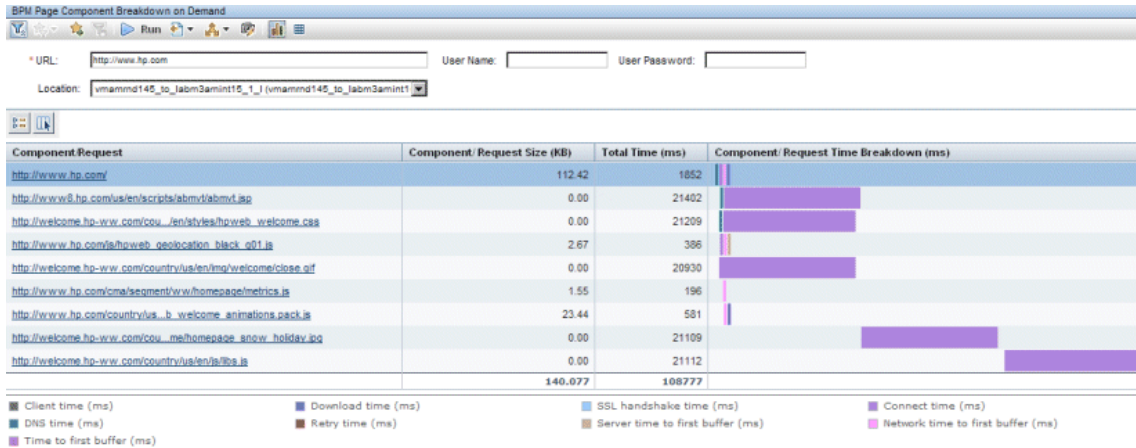 BPM Page Component Breakdown on Demand
Run
* URL: http://www.hp.com User Name: User Password:
Location: vmamrnd145_to_labm3amint15_1_l (vmamrnd145_to_labm3amint1
Component/Request Component/ Request Size (KB) Total Time (ms) Component/ Request Time Breakdown (ms)
http://www.hp.com/ 112.42 1852
http://www8.hp.com/us/en/scripts/abmvt/abmvt.jsp 0.00 21402
http://welcome.hp-ww.com/cou.../en/styles/hpweb_welcome.css 0.00 21209
http://www.hp.com/js/hpweb_geolocation_black_g01.js 2.67 386
http://welcome.hp-ww.com/country/us/en/img/welcome/close.gif 0.00 20930
http://www.hp.com/cma/segment/ww/homepage/metrics.js 1.55 196
http://www.hp.com/country/us...b_welcome_animations.pack.js 23.44 581
http://welcome.hp-ww.com/cou...me/homepage_snow_holiday.jpg 0.00 21109
http://welcome.hp-ww.com/country/us/en/js/libs.js 0.00 21112
140.077 108777
Client time (ms) Download time (ms) SSL handshake time (ms) Connect time (ms)
DNS time (ms) Retry time (ms) Server time to first buffer (ms) Network time to first buffer (ms)
Time to first buffer (ms)